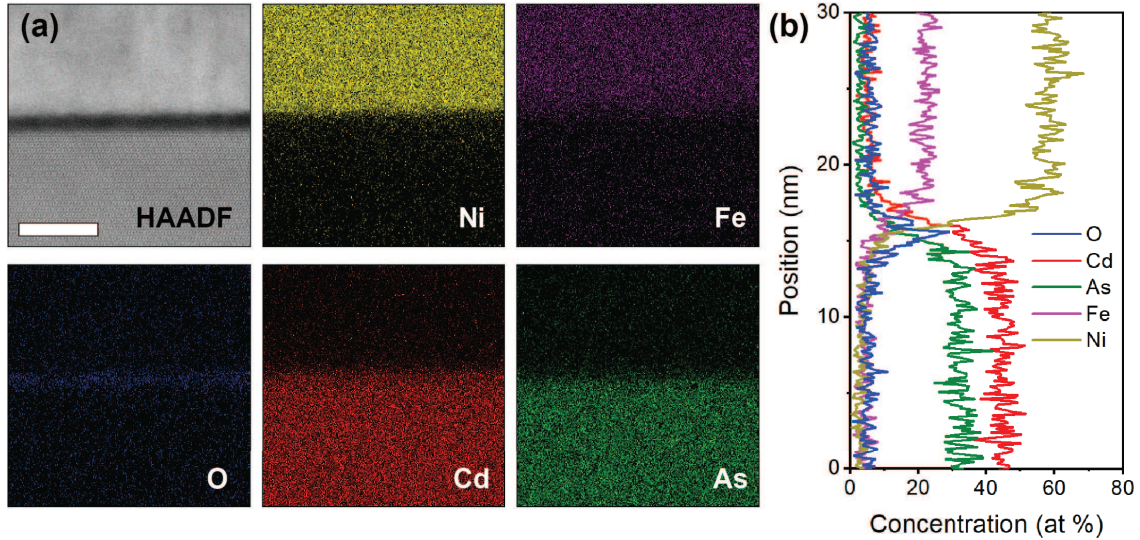 (a)
HAADF
Ni
Fe
O
Cd
As
(b)
30
20
10
0
Position (nm)
O
Cd
As
Fe
Ni
0 20 40 60 80
Concentration (at %)